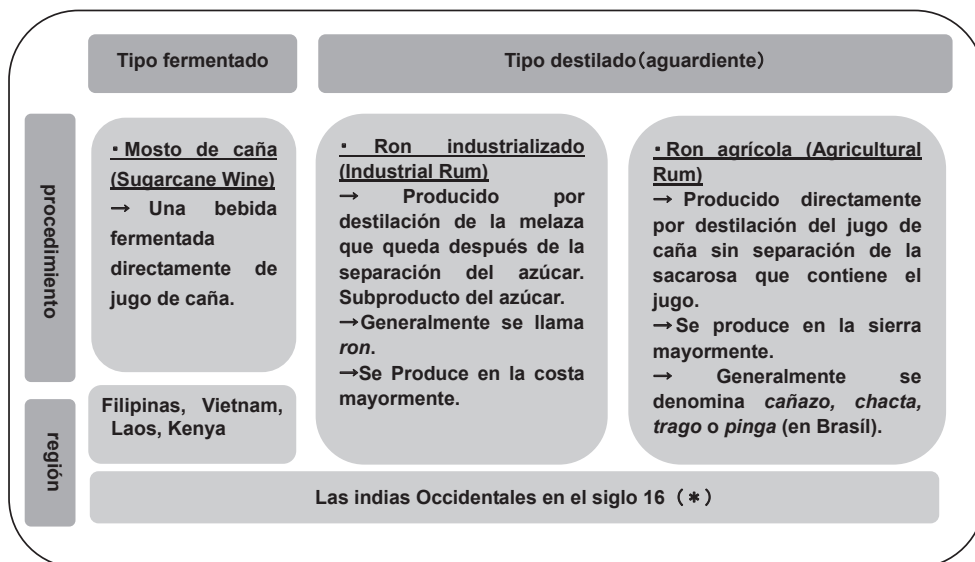 Tipo fermentado
Tipo destilado(aguardiente)
procedimiento
・Mosto de caña
(Sugarcane Wine)
→ Una bebida
fermentada
directamente de
jugo de caña.
・ Ron industrializado
(Industrial Rum)
→ Producido por
destilación de la melaza
que queda después de la
separación del azúcar.
Subproducto del azúcar.
→Generalmente se llama
ron.
→Se Produce en la costa
mayormente.
・Ron agrícola (Agricultural
Rum)
→ Producido directamente
por destilación del jugo de
caña sin separación de la
sacarosa que contiene el
jugo.
→Se produce en la sierra
mayormente.
→ Generalmente se
denomina cañazo, chacta,
trago o pinga (en Brasíl).
región
Filipinas, Vietnam,
Laos, Kenya
Las indias Occidentales en el siglo 16 (*)